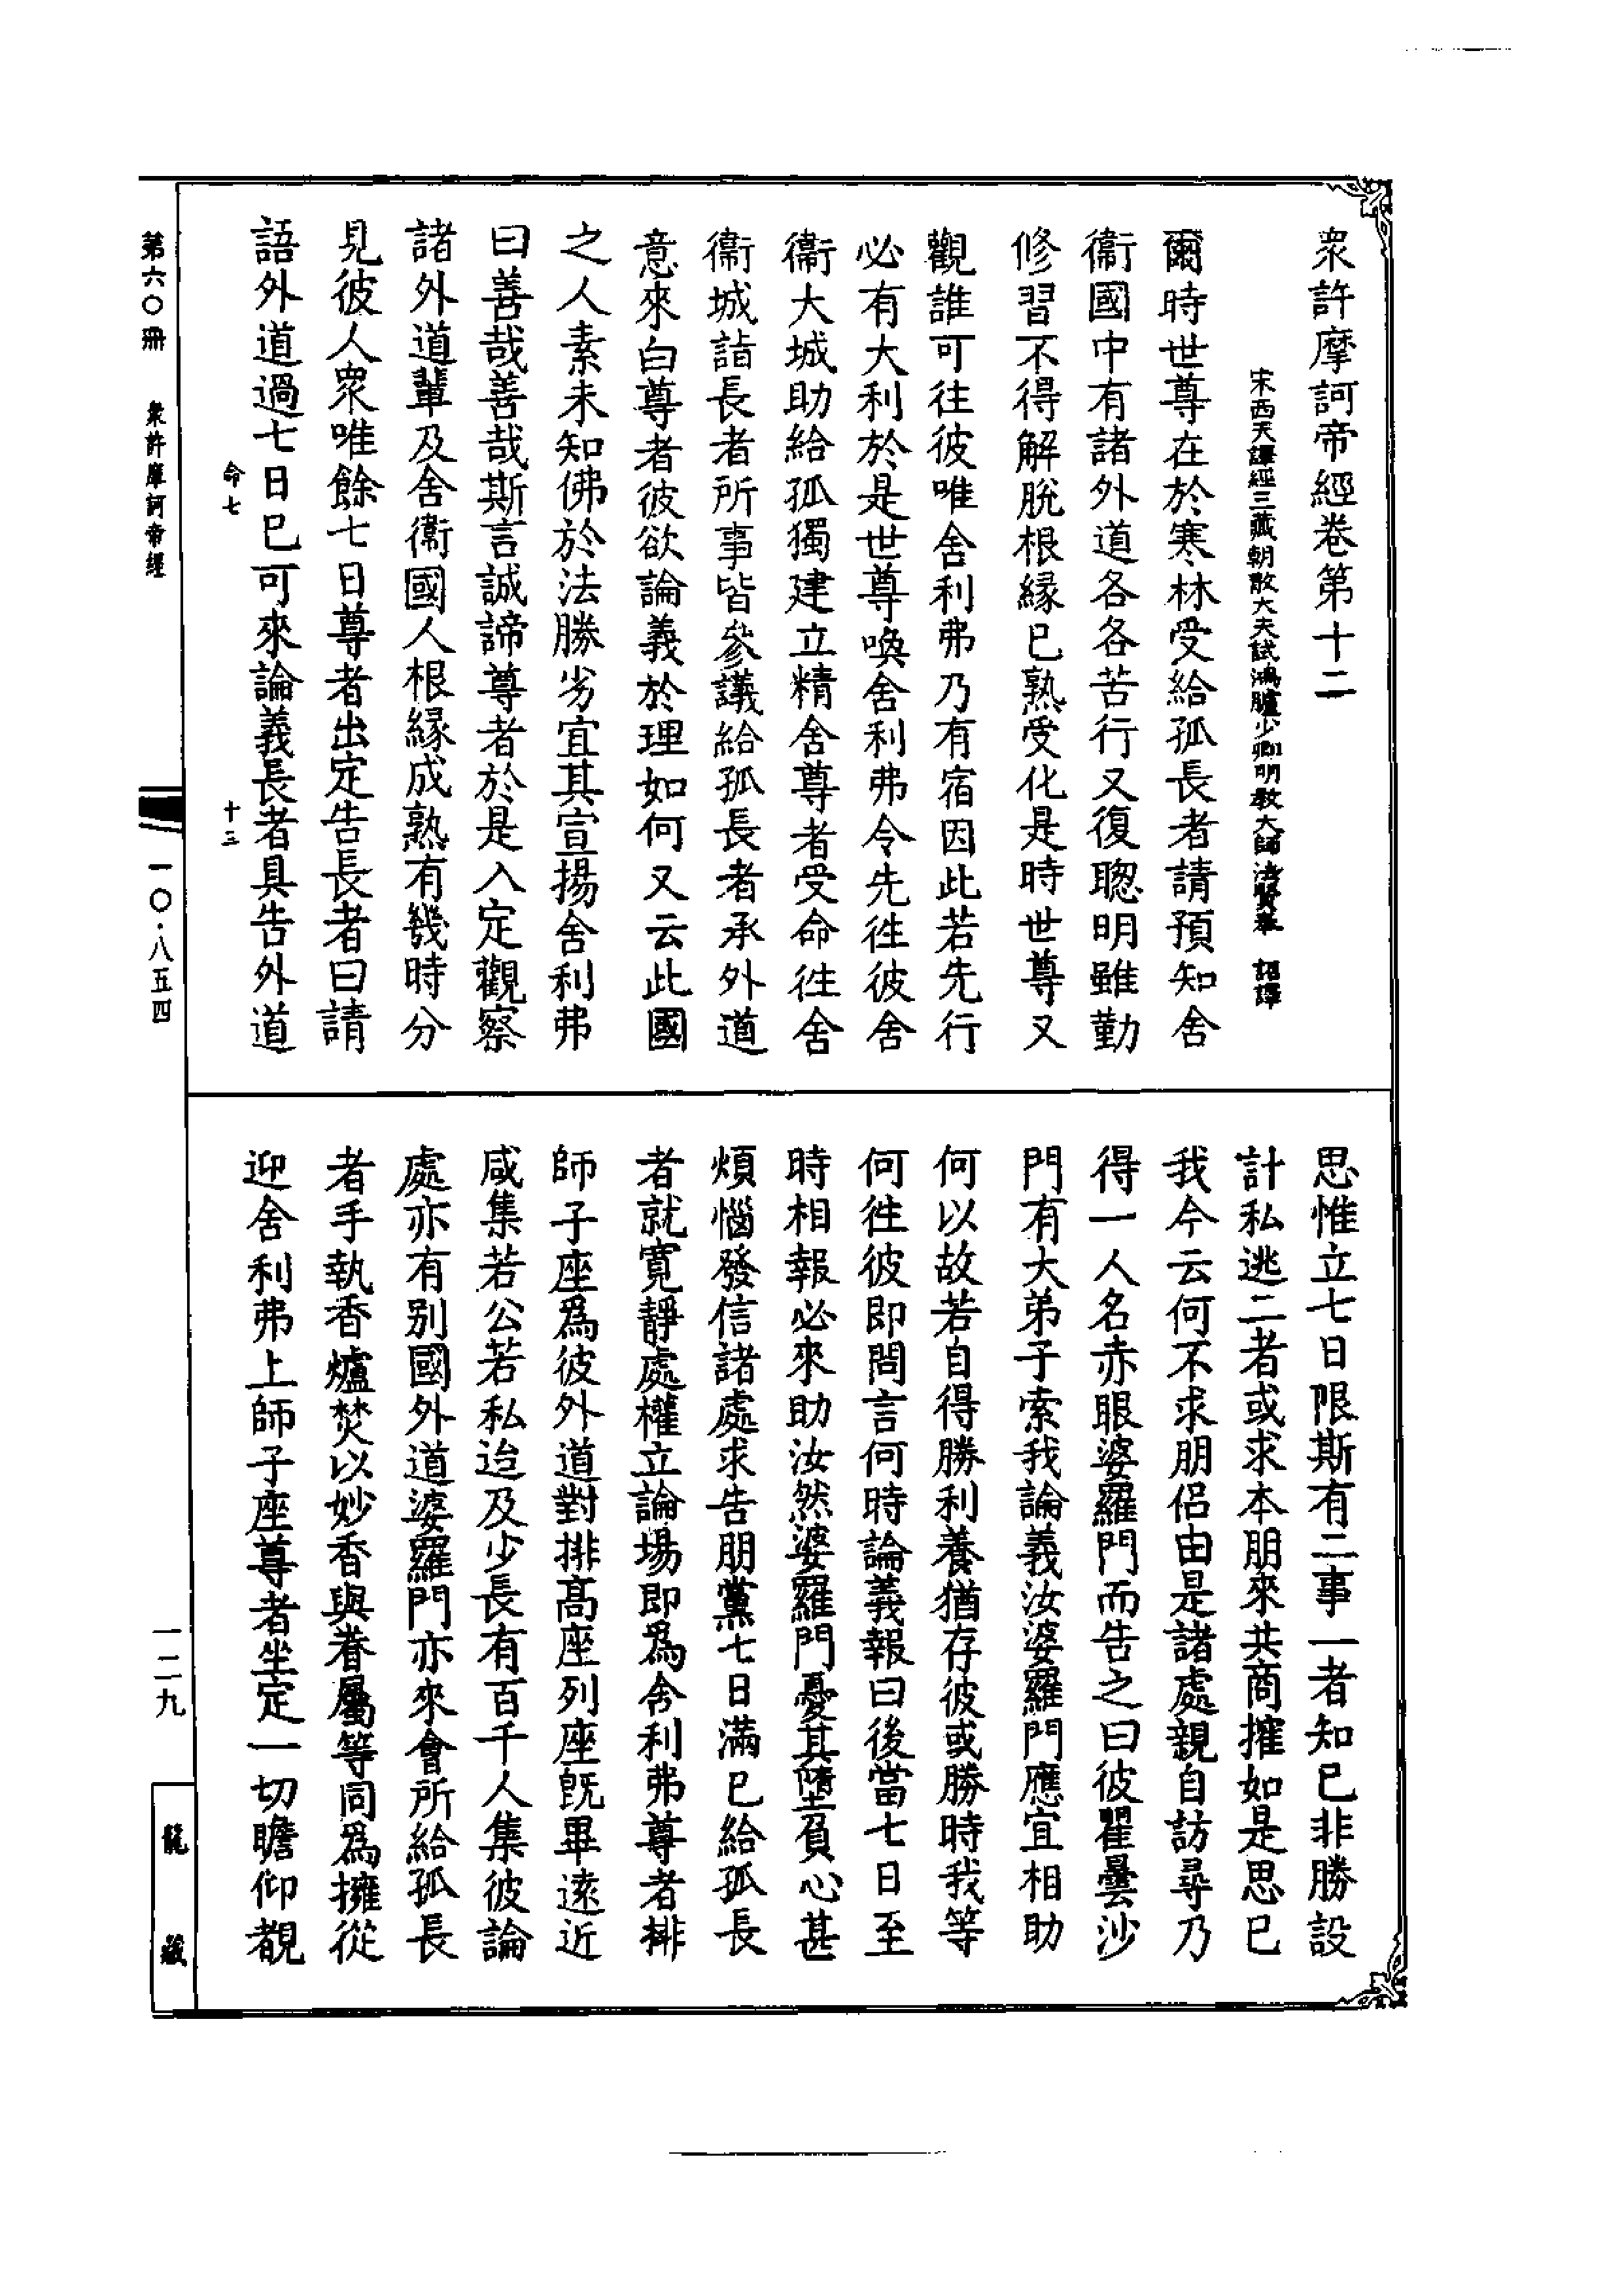 衆許摩訶帝經卷第十二
宋西天譯經三藏朝散大夫試鴻臚少卿明教大師法賢奉 詔譯
爾時世尊在於寒林受給孤長者請預知舍
衞國中有諸外道各各苦行又復聰明雖勤
修習不得解脫根緣已熟受化是時世尊又
觀誰可往彼唯舍利弗乃有宿因此若先行
必有大利於是世尊喚舍利弗令先徃彼舍
衞大城助給孤獨建立精舍尊者受命徃舍
衞城詣長者所事皆參議給孤長者承外道
意來白尊者彼欲論義於理如何又云此國
之人素未知佛於法勝劣宜其宣揚舍利弗
曰善哉善哉斯言誠諦尊者於是入定觀察
諸外道輩及舍衞國人根緣成熟有幾時分
見彼人衆唯餘七日尊者出定告長者曰請
語外道過七日已可來論義長者具告外道
思惟立七日限斯有二事一者知已非勝設
計私逃二者或求本朋來共商搉如是思已
我今云何不求朋侶由是諸處親自訪尋乃
得一人名赤眼婆羅門而告之曰彼瞿曇沙
門有大弟子索我論義汝婆羅門應宜相助
何以故若自得勝利養猶存彼或勝時我等
何徃彼即問言何時論義報曰後當七日至
時相報必來助汝然婆羅門憂其墮負心甚
煩惱發信諸處求告朋黨七日滿已給孤長
者就寬靜處權立論場即爲舍利弗尊者排
師子座爲彼外道對排高座列座旣畢遠近
咸集若公若私迨及少長有百千人集彼論
處亦有別國外道婆羅門亦來會所給孤長
者手執香爐焚以妙香與眷屬等同爲擁從
迎舍利弗上師子座尊者坐定一切瞻仰覩
命七
十三
第六〇冊
衆許摩訶帝經
一〇·八五四
一二九
龍藏